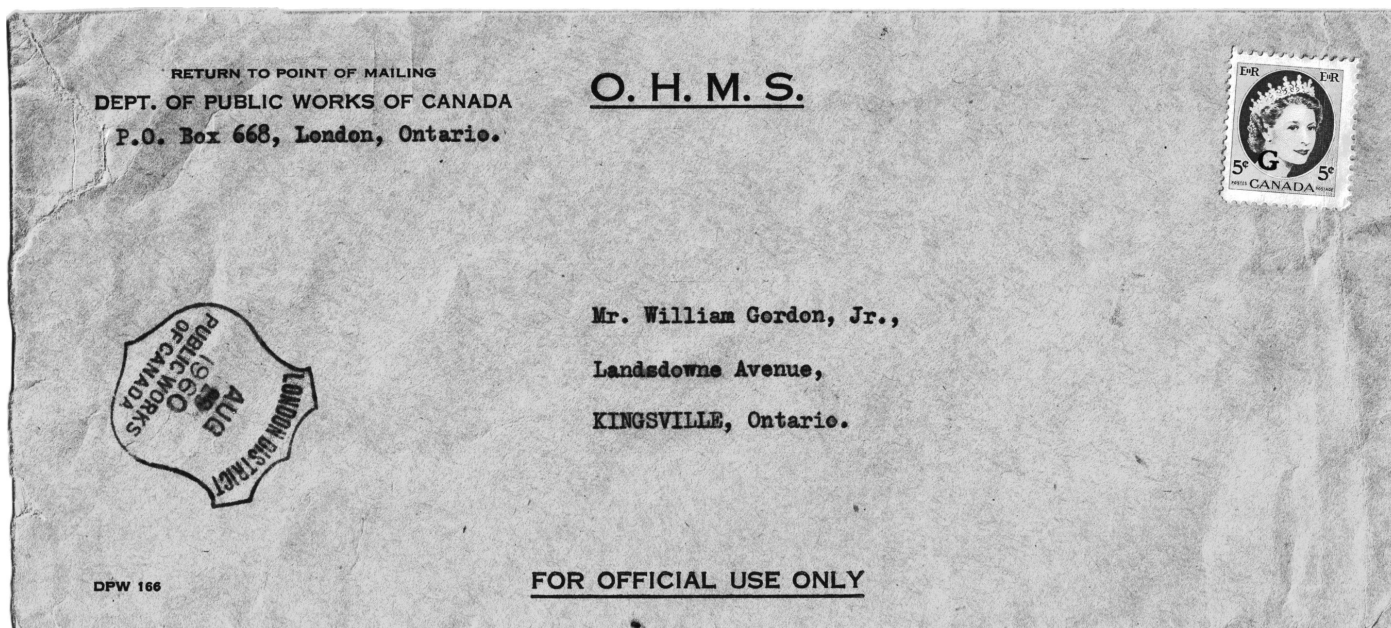 RETURN TO POINT OF MAILING
DEPT. OF PUBLIC WORKS OF CANADA
P.O. Box 668, London, Ontario.
O. H. M. S.
EIIR EIIR
G
5¢ 5¢
POSTES CANADA POSTAGE
Mr. William Gordon, Jr.,
Landsdowne Avenue,
KINGSVILLE, Ontario.
LONDON DISTRICT
AUG
1960
PUBLIC WORKS
OF CANADA
DPW 166
FOR OFFICIAL USE ONLY